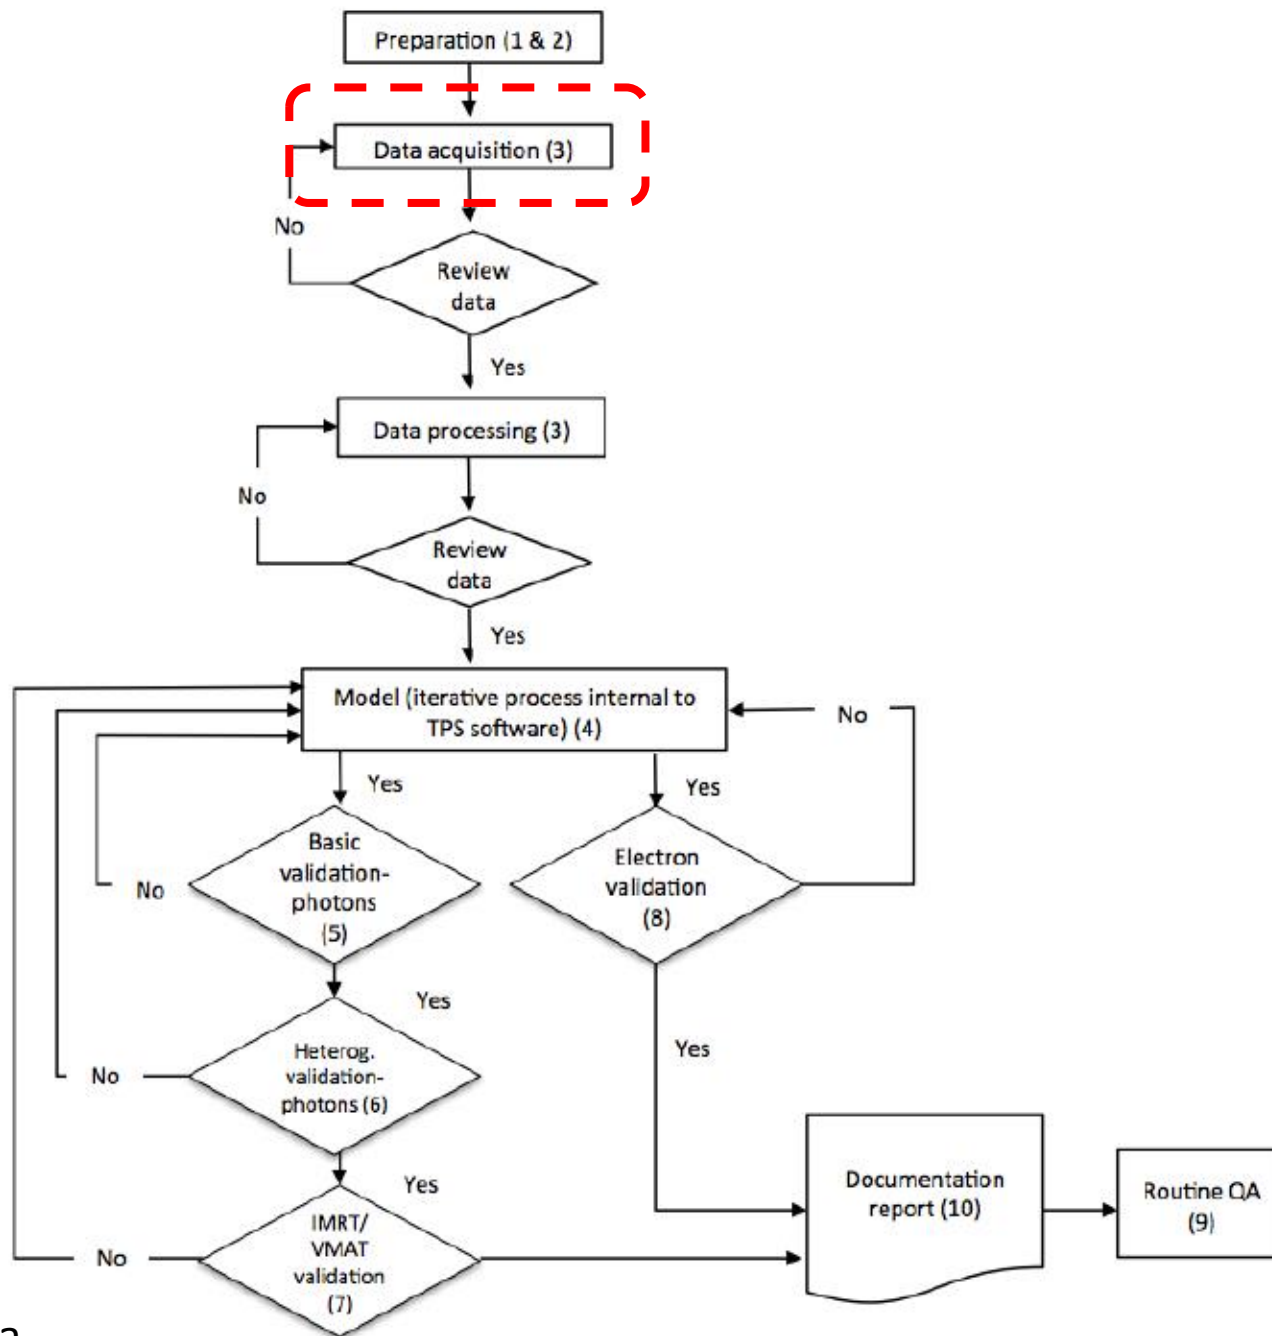 Preparation (1 & 2)
Data acquisition (3)
No
Review
data
Yes
Data processing (3)
No
Review
data
Yes
Model (iterative process internal to
TPS software) (4)
No
Yes
Yes
Basic
validation-
photons
(5)
No
Electron
validation
(8)
Yes
Heterog.
validation-
photons (6)
No
Yes
Yes
IMRT/
VMAT
validation
(7)
No
Documentation
report (10)
Routine QA
(9)